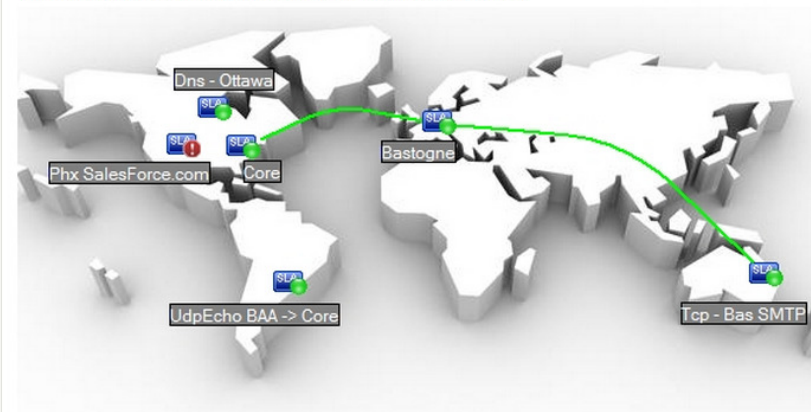 Dns - Ottawa
SLA
SLA
SLA
SLA
Bastogne
Phx SalesForce.com
Core
SLA
SLA
UdpEcho BAA -> Core
Tcp - Bas SMTP